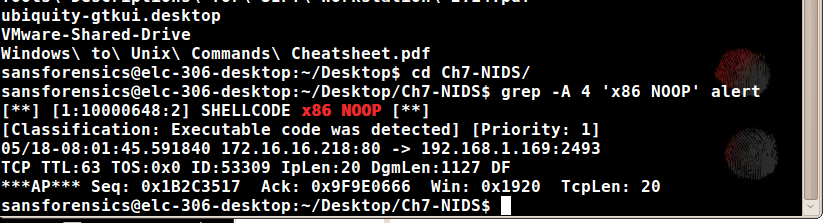 ubiquity-gtkui.desktop
VMware-Shared-Drive
Windows\ to\ Unix\ Commands\ Cheatsheet.pdf
sansforensics@elc-306-desktop:~/Desktop$ cd Ch7-NIDS/
sansforensics@elc-306-desktop:~/Desktop/Ch7-NIDS$ grep -A 4 'x86 NOOP' alert
[**] [1:10000648:2] SHELLCODE x86 NOOP [**]
[Classification: Executable code was detected] [Priority: 1]
05/18-08:01:45.591840 172.16.16.218:80 -> 192.168.1.169:2493
TCP TTL:63 TOS:0x0 ID:53309 IpLen:20 DgmLen:1127 DF
***AP*** Seq: 0x1B2C3517  Ack: 0x9F9E0666  Win: 0x1920  TcpLen: 20
sansforensics@elc-306-desktop:~/Desktop/Ch7-NIDS$